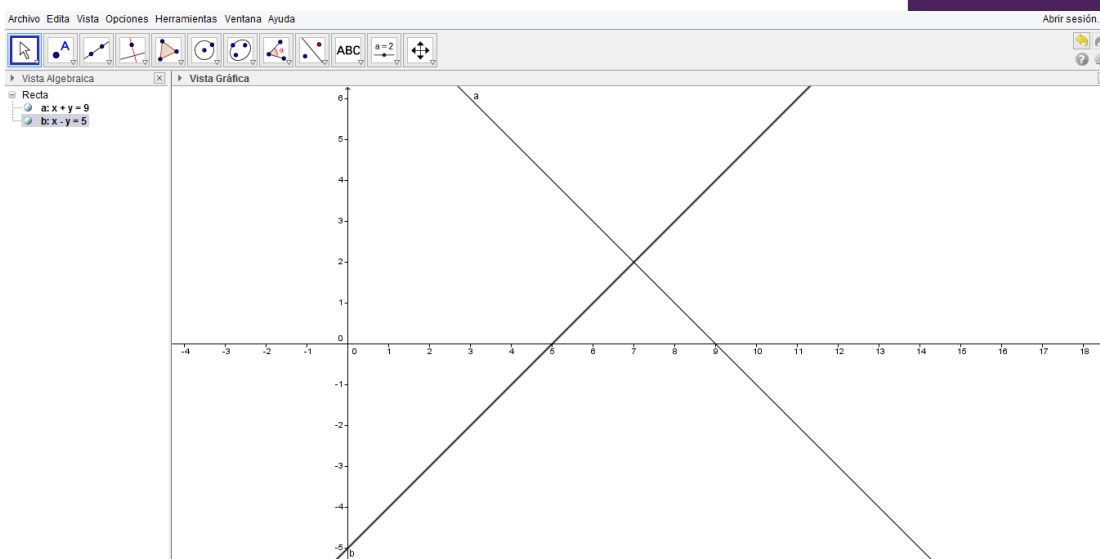 Archivo Edita Vista Opciones Herramientas Ventana Ayuda
Abrir sesión.
A
α
ABC
a=2
?
Vista Algebraica
Vista Gráfica
Recta
a: x + y = 9
b: x - y = 5
a
6
5
4
3
2
1
0
-4 -3 -2 -1 0 1 2 3 4 5 6 7 8 9 10 11 12 13 14 15 16 17 18
-1
-2
-3
-4
-5
b